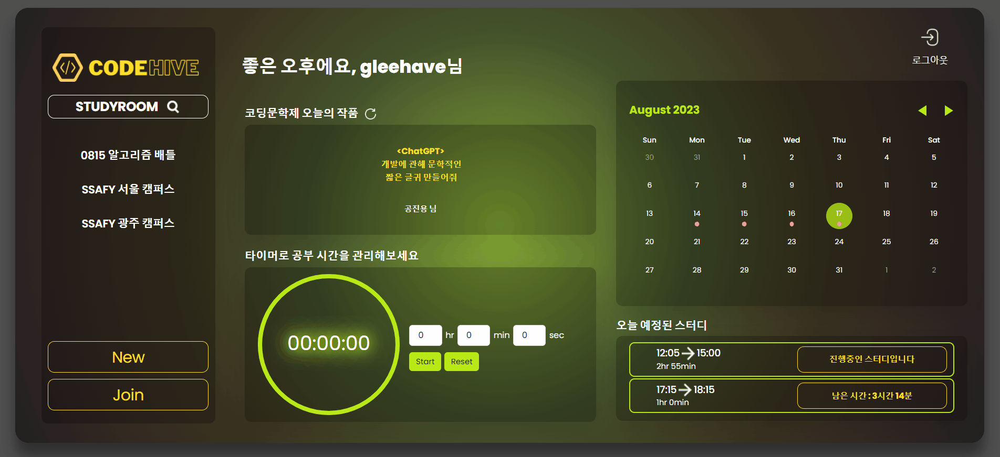 CODEHIVE
STUDYROOM
0815 알고리즘 배틀
SSAFY 서울 캠퍼스
SSAFY 광주 캠퍼스
New
Join
좋은 오후에요, gleehave님
코딩문학제 오늘의 작품
<ChatGPT>
개발에 관해 문학적인
짧은 글귀 만들어줘
공진용 님
타이머로 공부 시간을 관리해보세요
00:00:00
0 hr 0 min 0 sec
Start Reset
로그아웃
August 2023
Sun Mon Tue Wed Thu Fri Sat
30 31 1 2 3 4 5
6 7 8 9 10 11 12
13 14 15 16 17 18 19
20 21 22 23 24 25 26
27 28 29 30 31 1 2
오늘 예정된 스터디
12:05 → 15:00
2hr 55min
진행중인 스터디입니다
17:15 → 18:15
1hr 0min
남은 시간 : 3시간 14분